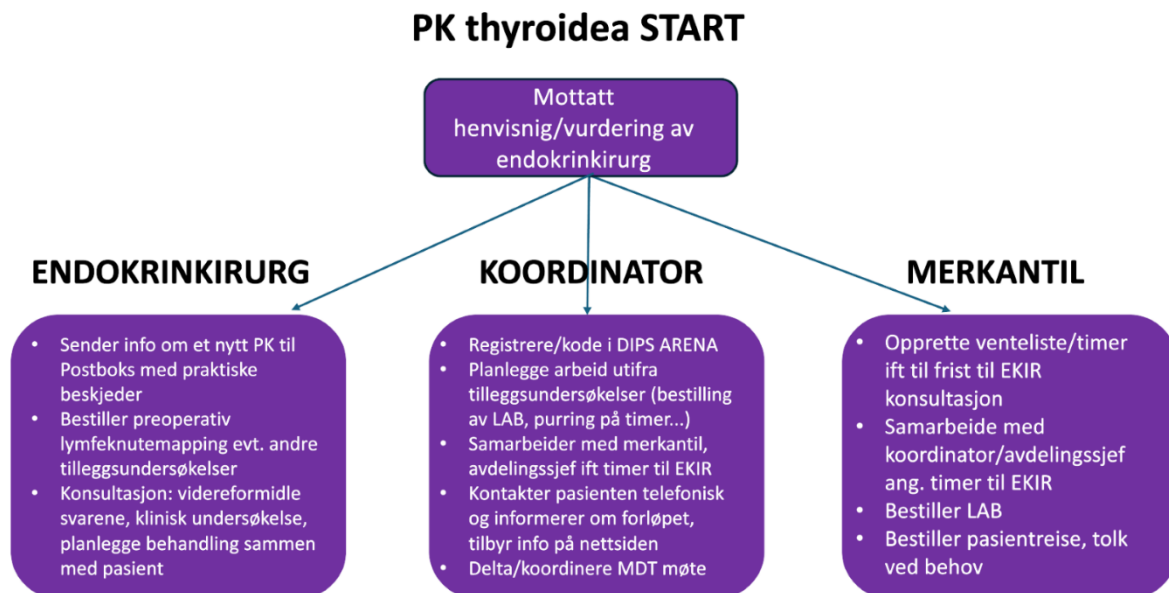 PK thyroidea START
Mottatt
henvisnig/vurdering av
endokrinkirurg
ENDOKRINKIRURG
• Sender info om et nytt PK til
Postboks med praktiske
beskjeder
• Bestiller preoperativ
lymfeknutemapping evt. andre
tilleggsundersøkelser
• Konsultasjon: videreformidle
svarene, klinisk undersøkelse,
planlegge behandling sammen
med pasient
KOORDINATOR
• Registrere/kode i DIPS ARENA
• Planlegge arbeid utifra
tilleggsundersøkelser (bestilling
av LAB, purring på timer...)
• Samarbeider med merkantil,
avdelingssjef ift timer til EKIR
• Kontakter pasienten telefonisk
og informerer om forløpet,
tilbyr info på nettsiden
• Delta/koordinere MDT møte
MERKANTIL
• Opprette venteliste/timer
ift til frist til EKIR
konsultasjon
• Samarbeide med
koordinator/avdelingssjef
ang. timer til EKIR
• Bestiller LAB
• Bestiller pasientreise, tolk
ved behov